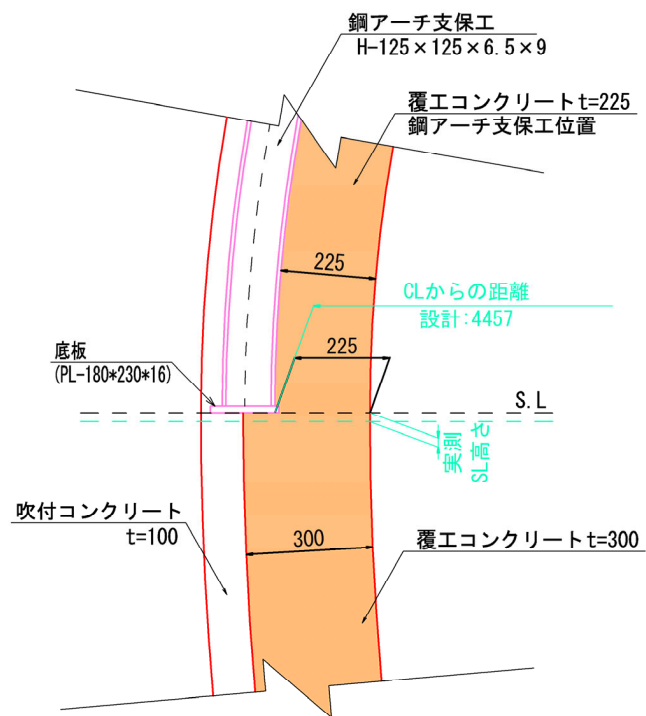 鋼アーチ支保工
H-125×125×6.5×9
覆工コンクリートt=225
鋼アーチ支保工位置
225
CLからの距離
設計:4457
225
底板
(PL-180*230*16)
S.L
実測
SL高さ
吹付コンクリート
t=100
300
覆工コンクリートt=300